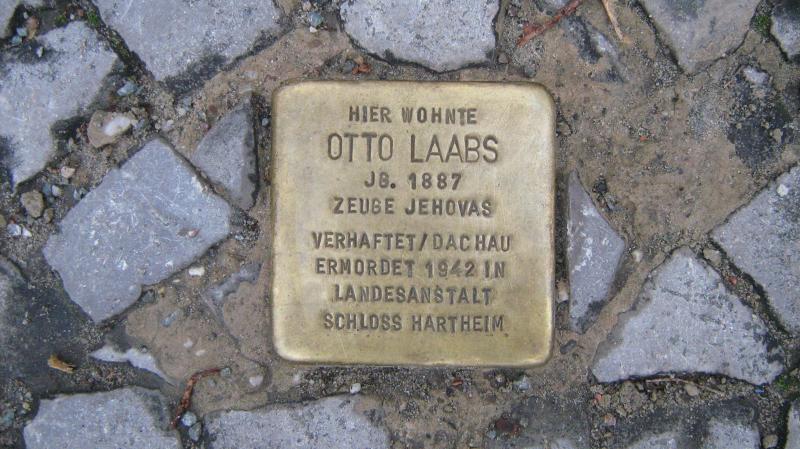 HIER WOHNTE
OTTO LAABS
JG. 1887
ZEUGE JEHOVAS
VERHAFTET/DACHAU
ERMORDET 1942 IN
LANDESANSTALT
SCHLOSS HARTHEIM